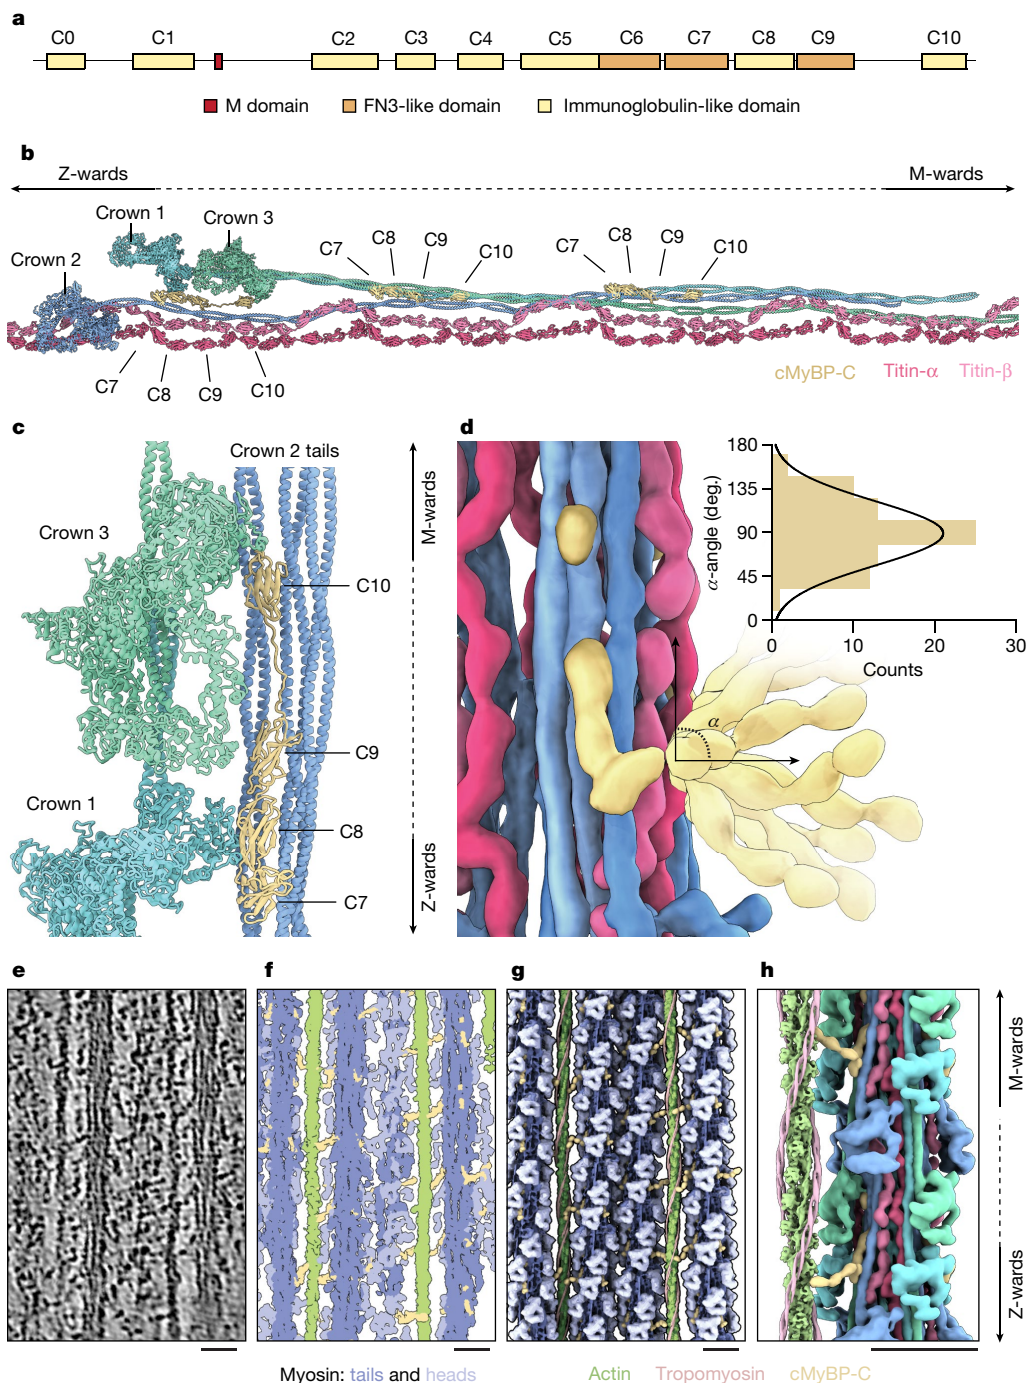 a
C0 C1 C2 C3 C4 C5 C6 C7 C8 C9 C10
M domain FN3-like domain Immunoglobulin-like domain
b
Z-wards M-wards
Crown 1
Crown 3
Crown 2
C7 C8 C9 C10
C7 C8 C9 C10
C7 C8 C9 C10
cMyBP-C Titin-α Titin-β
c
Crown 2 tails
Crown 3
C10
C9
Crown 1
C8
C7
M-wards
Z-wards
d
180
135
90
45
0
α-angle (deg.)
0 10 20 30
Counts
α
e f g h
M-wards
Z-wards
Myosin: tails and heads Actin Tropomyosin cMyBP-C